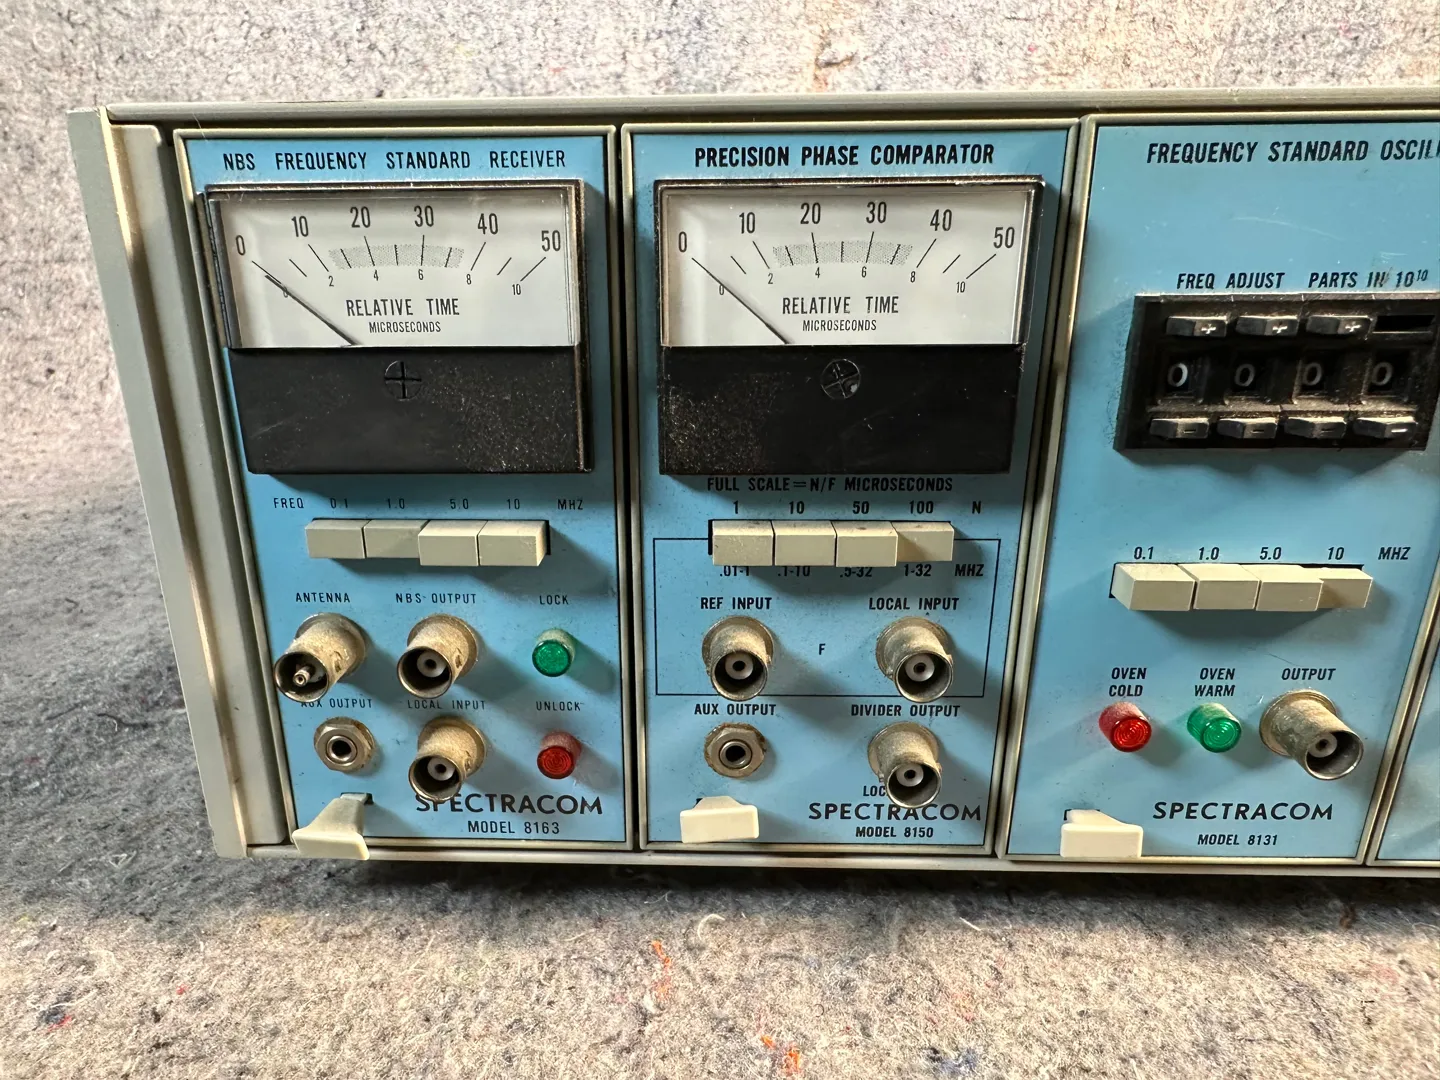 NBS FREQUENCY STANDARD RECEIVER
0 10 20 30 40 50
0 2 4 6 8 10
RELATIVE TIME
MICROSECONDS
FREQ 0.1 1.0 5.0 10 MHZ
ANTENNA NBS OUTPUT LOCK
AUX OUTPUT LOCAL INPUT UNLOCK
SPECTRACOM
MODEL 8163
PRECISION PHASE COMPARATOR
0 10 20 30 40 50
0 2 4 6 8 10
RELATIVE TIME
MICROSECONDS
FULL SCALE=N/F MICROSECONDS
1 10 50 100 N
.01-1 .1-10 .5-32 1-32 MHZ
REF INPUT LOCAL INPUT
F
AUX OUTPUT DIVIDER OUTPUT
SPECTRACOM
MODEL 8150
FREQUENCY STANDARD
FREQ ADJUST PARTS IN 10¹⁰
+ + +
0 0 0 0
- - - -
0.1 1.0 5.0 10 MHZ
OVEN COLD
OVEN WARM
OUTPUT
SPECTRACOM
MODEL 8131